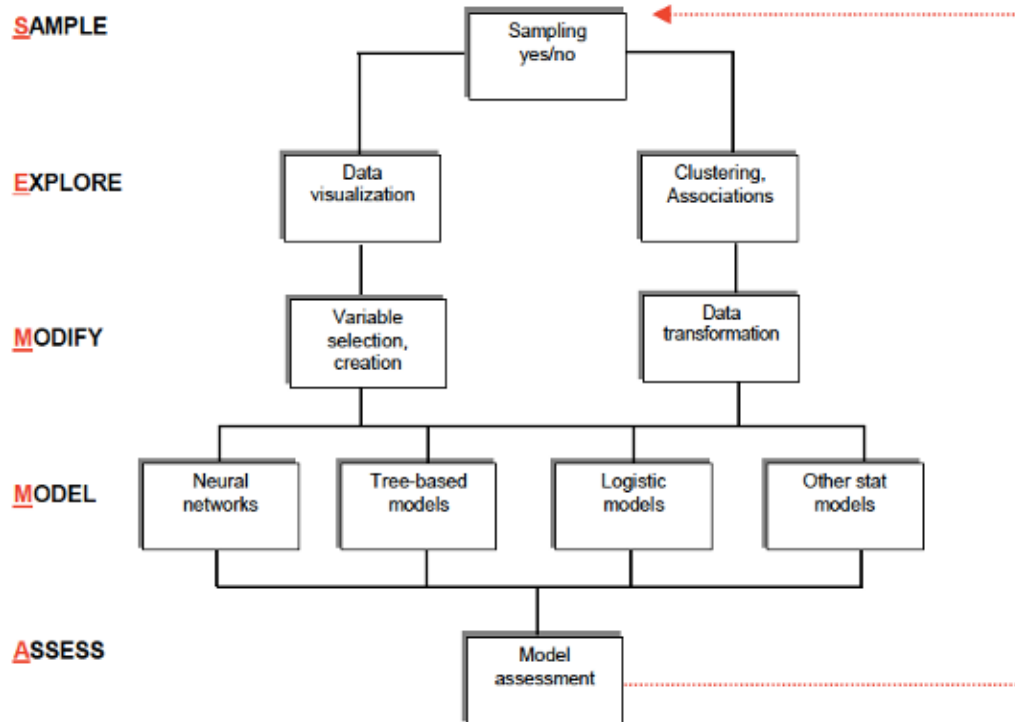 SAMPLE
Sampling
yes/no
EXPLORE
Data
visualization
Clustering,
Associations
MODIFY
Variable
selection,
creation
Data
transformation
MODEL
Neural
networks
Tree-based
models
Logistic
models
Other stat
models
ASSESS
Model
assessment